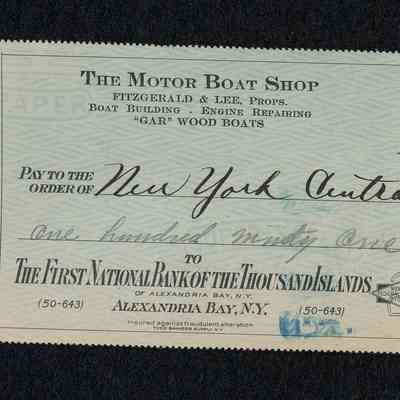 THE MOTOR BOAT SHOP
FITZGERALD & LEE, PROPS.
BOAT BUILDING - ENGINE REPAIRING
"GAR" WOOD BOATS
PAY TO THE
ORDER OF New York Centra
one hundred ninety one
TO
THE FIRST NATIONAL BANK OF THE THOUSAND ISLANDS
OF ALEXANDRIA BAY, N.Y.
(50-643) ALEXANDRIA BAY, N.Y. (50-643)
Insured against fraudulent alteration